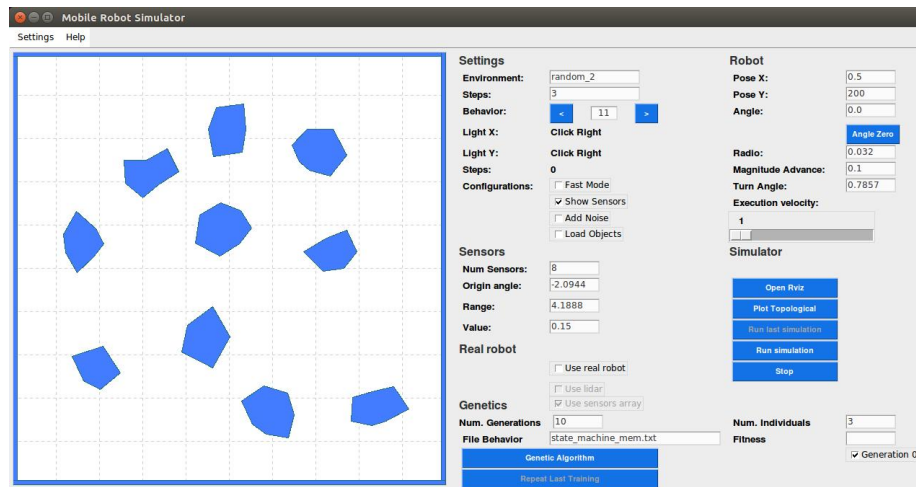 Mobile Robot Simulator
Settings Help
Settings
Environment: random_2
Steps: 3
Behavior: < 11 >
Light X: Click Right
Light Y: Click Right
Steps: 0
Configurations: Fast Mode
Show Sensors
Add Noise
Load Objects
Sensors
Num Sensors: 8
Origin angle: -2.0944
Range: 4.1888
Value: 0.15
Real robot
Use real robot
Use lidar
Use sensors array
Genetics
Num. Generations 10
File Behavior state_machine_mem.txt
Genetic Algorithm
Repeat Last Training
Robot
Pose X: 0.5
Pose Y: 200
Angle: 0.0
Angle Zero
Radio: 0.032
Magnitude Advance: 0.1
Turn Angle: 0.7857
Execution velocity:
1
Simulator
Open Rviz
Plot Topological
Run last simulation
Run simulation
Stop
Num. Individuals 3
Fitness
Generation 0